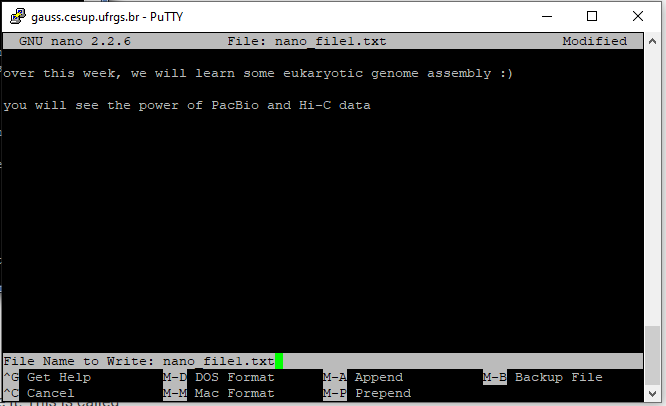 gauss.cesup.ufrgs.br - PuTTY
GNU nano 2.2.6 File: nano_file1.txt Modified
over this week, we will learn some eukaryotic genome assembly :)
you will see the power of PacBio and Hi-C data
File Name to Write: nano_file1.txt
^G Get Help M-D DOS Format M-A Append M-B Backup File
^C Cancel M-M Mac Format M-P Prepend